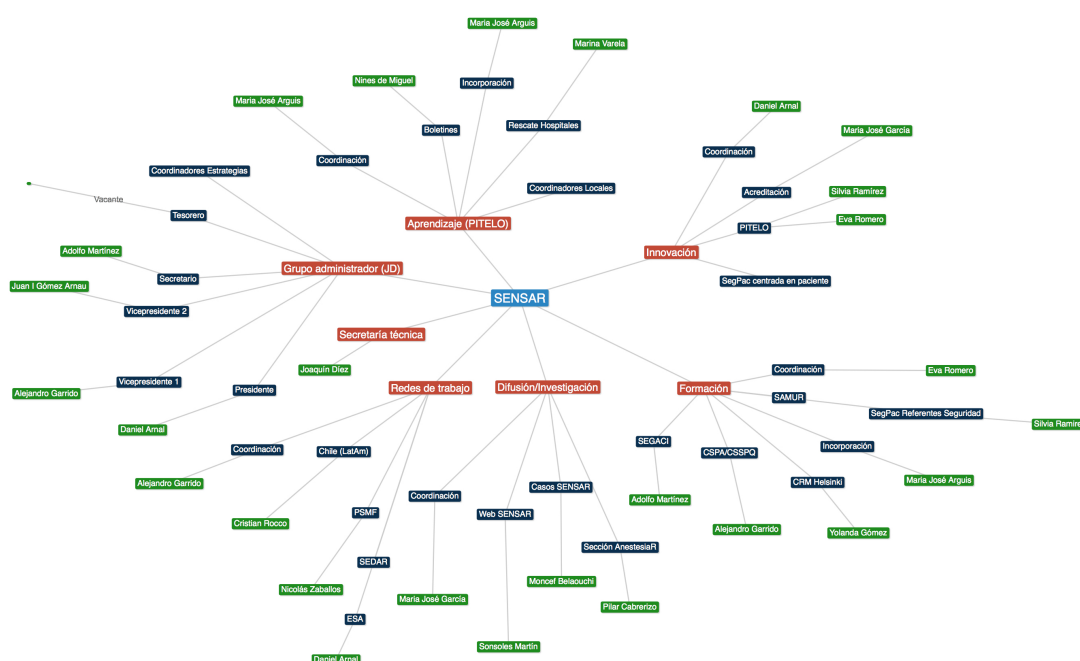 Maria José Arguis
Marina Varela
Nines de Miguel
Incorporación
Maria José Arguis
Daniel Arnal
Boletines
Rescate Hospitales
Maria José García
Coordinación
Coordinación
Coordinadores Estrategias
Coordinadores Locales
Acreditación
Silvia Ramírez
Vacante
Tesorero
Aprendizaje (PITELO)
PITELO
Eva Romero
Adolfo Martínez
Innovación
Grupo administrador (JD)
Secretario
SegPac centrada en paciente
Juan I Gómez Arnau
SENSAR
Vicepresidente 2
Secretaría técnica
Joaquín Díez
Coordinación
Eva Romero
Vicepresidente 1
Presidente
Redes de trabajo
Difusión/Investigación
Formación
Alejandro Garrido
SAMUR
SegPac Referentes Seguridad
Silvia Ramíre
Daniel Arnal
Coordinación
Chile (LatAm)
SEGACI
CSPA/CSSPQ
Incorporación
Alejandro Garrido
Coordinación
Casos SENSAR
CRM Helsinki
Maria José Arguis
Adolfo Martínez
Cristian Rocco
PSMF
Web SENSAR
Alejandro Garrido
Yolanda Gómez
SEDAR
Sección AnestesiaR
Nicolás Zaballos
Maria José García
Moncef Belaouchi
Pilar Cabrerizo
ESA
Sonsoles Martín
Daniel Arnal